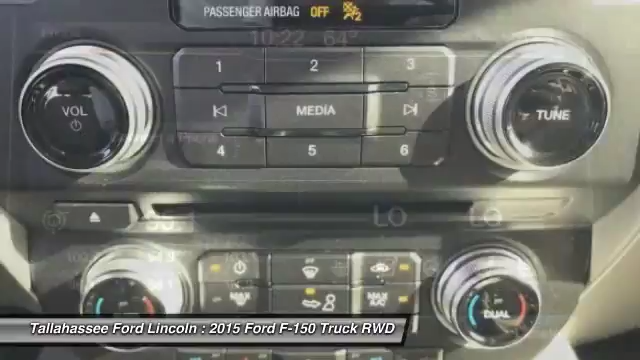 PASSENGER AIRBAG OFF 2
10:22 64°
1 2 3
VOL MEDIA TUNE
4 5 6
LO LO
MAX MAX
A/C
DUAL
Tallahassee Ford Lincoln : 2015 Ford F-150 Truck RWD